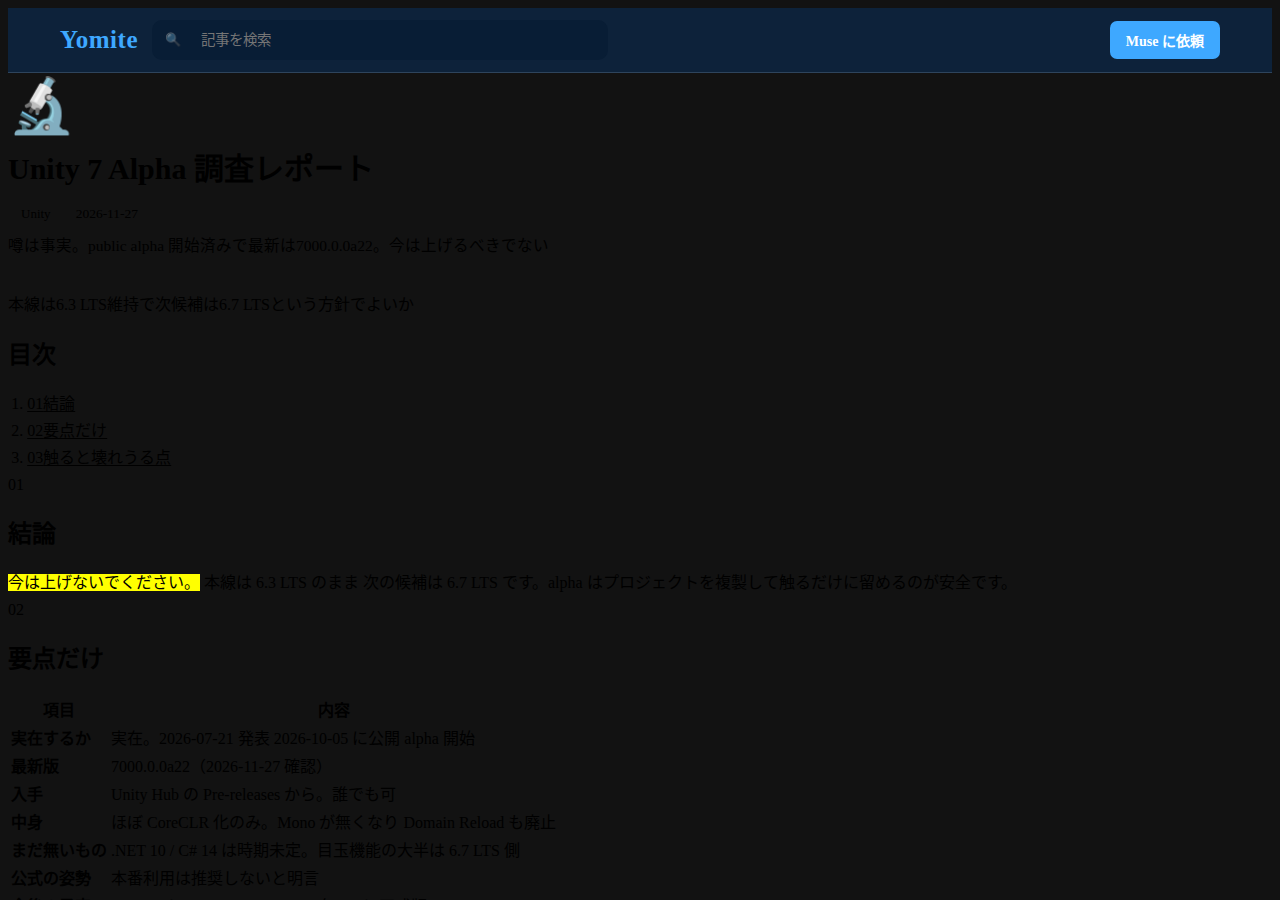 Yomite
記事を検索
Muse に依頼
Unity 7 Alpha 調査レポート
Unity 2026-11-27
噂は事実。public alpha 開始済みで最新は7000.0.0a22。今は上げるべきでない
本線は6.3 LTS維持で次候補は6.7 LTSという方針でよいか
目次
1. 01結論
2. 02要点だけ
3. 03触ると壊れうる点
01
結論
今は上げないでください。 本線は 6.3 LTS のまま 次の候補は 6.7 LTS です。alpha はプロジェクトを複製して触るだけに留めるのが安全です。
02
要点だけ
項目 内容
実在するか 実在。2026-07-21 発表 2026-10-05 に公開 alpha 開始
最新版 7000.0.0a22（2026-11-27 確認）
入手 Unity Hub の Pre-releases から。誰でも可
中身 ほぼ CoreCLR 化のみ。Mono が無くなり Domain Reload も廃止
まだ無いもの .NET 10 / C# 14 は時期未定。目玉機能の大半は 6.7 LTS 側
公式の姿勢 本番利用は推奨しないと明言